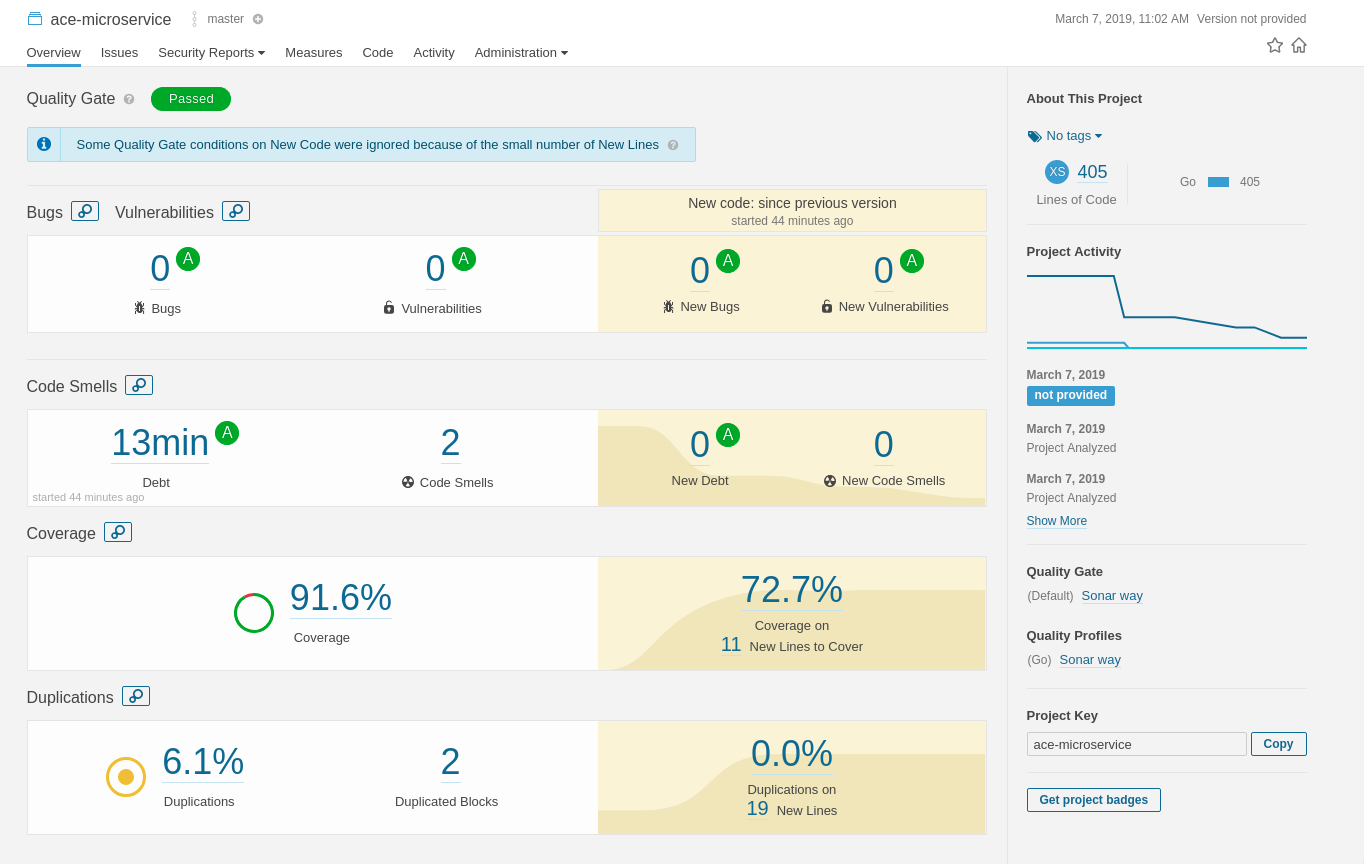 ace-microservice master March 7, 2019, 11:02 AM Version not provided
Overview Issues Security Reports Measures Code Activity Administration
Quality Gate ? Passed
Some Quality Gate conditions on New Code were ignored because of the small number of New Lines ?
Bugs Vulnerabilities
New code: since previous version
started 44 minutes ago
0 A 0 A 0 A 0 A
Bugs Vulnerabilities New Bugs New Vulnerabilities
Code Smells
13min A 2 0 A 0
Debt Code Smells New Debt New Code Smells
started 44 minutes ago
Coverage
91.6%
Coverage
72.7%
Coverage on
11 New Lines to Cover
Duplications
6.1% 2
Duplications Duplicated Blocks
0.0%
Duplications on
19 New Lines
About This Project
No tags
XS 405 Go 405
Lines of Code
Project Activity
March 7, 2019
not provided
March 7, 2019
Project Analyzed
March 7, 2019
Project Analyzed
Show More
Quality Gate
(Default) Sonar way
Quality Profiles
(Go) Sonar way
Project Key
ace-microservice Copy
Get project badges